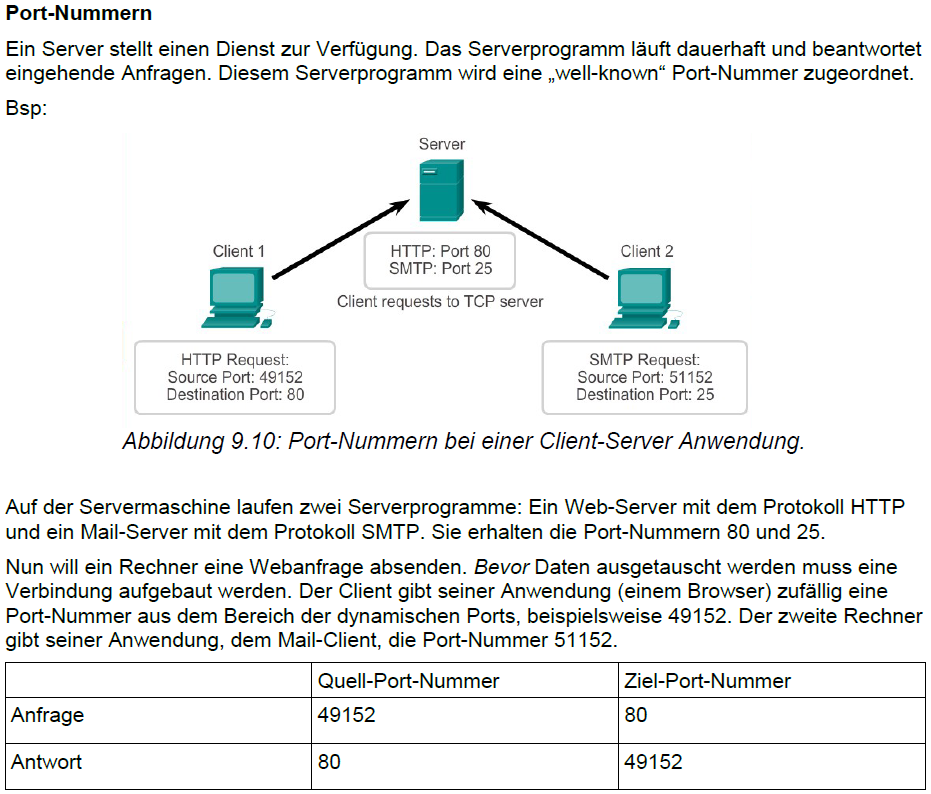 Port-Nummern
Ein Server stellt einen Dienst zur Verfügung. Das Serverprogramm läuft dauerhaft und beantwortet
eingehende Anfragen. Diesem Serverprogramm wird eine „well-known“ Port-Nummer zugeordnet.
Bsp:
Server
Client 1
HTTP: Port 80
SMTP: Port 25
Client 2
Client requests to TCP server
HTTP Request:
Source Port: 49152
Destination Port: 80
SMTP Request:
Source Port: 51152
Destination Port: 25
Abbildung 9.10: Port-Nummern bei einer Client-Server Anwendung.
Auf der Servermaschine laufen zwei Serverprogramme: Ein Web-Server mit dem Protokoll HTTP
und ein Mail-Server mit dem Protokoll SMTP. Sie erhalten die Port-Nummern 80 und 25.
Nun will ein Rechner eine Webanfrage absenden. Bevor Daten ausgetauscht werden muss eine
Verbindung aufgebaut werden. Der Client gibt seiner Anwendung (einem Browser) zufällig eine
Port-Nummer aus dem Bereich der dynamischen Ports, beispielsweise 49152. Der zweite Rechner
gibt seiner Anwendung, dem Mail-Client, die Port-Nummer 51152.
Quell-Port-Nummer Ziel-Port-Nummer
Anfrage 49152 80
Antwort 80 49152